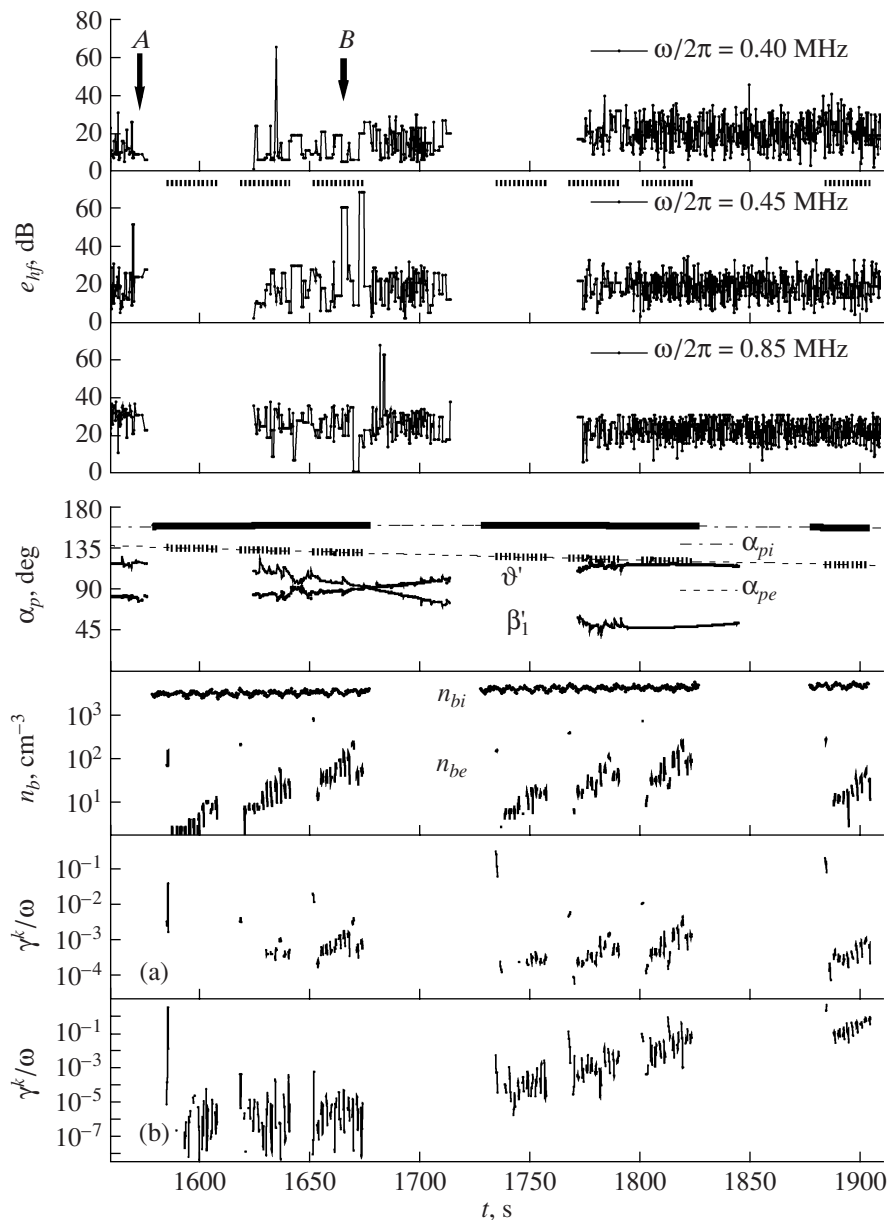 80
A
B
ω/2π = 0.40 MHz
60
40
20
0
ω/2π = 0.45 MHz
60
e_hf, dB
40
20
0
ω/2π = 0.85 MHz
60
40
20
0
180
135
α_p, deg
90
45
α_pi
ϑ'
α_pe
β'_1
n_bi
10^3
n_b, cm^–3
10^2
n_be
10^1
10^–1
γ^k/ω
10^–2
10^–3
10^–4
(a)
10^–1
γ^k/ω
10^–3
10^–5
10^–7
(b)
1600 1650 1700 1750 1800 1850 1900
t, s